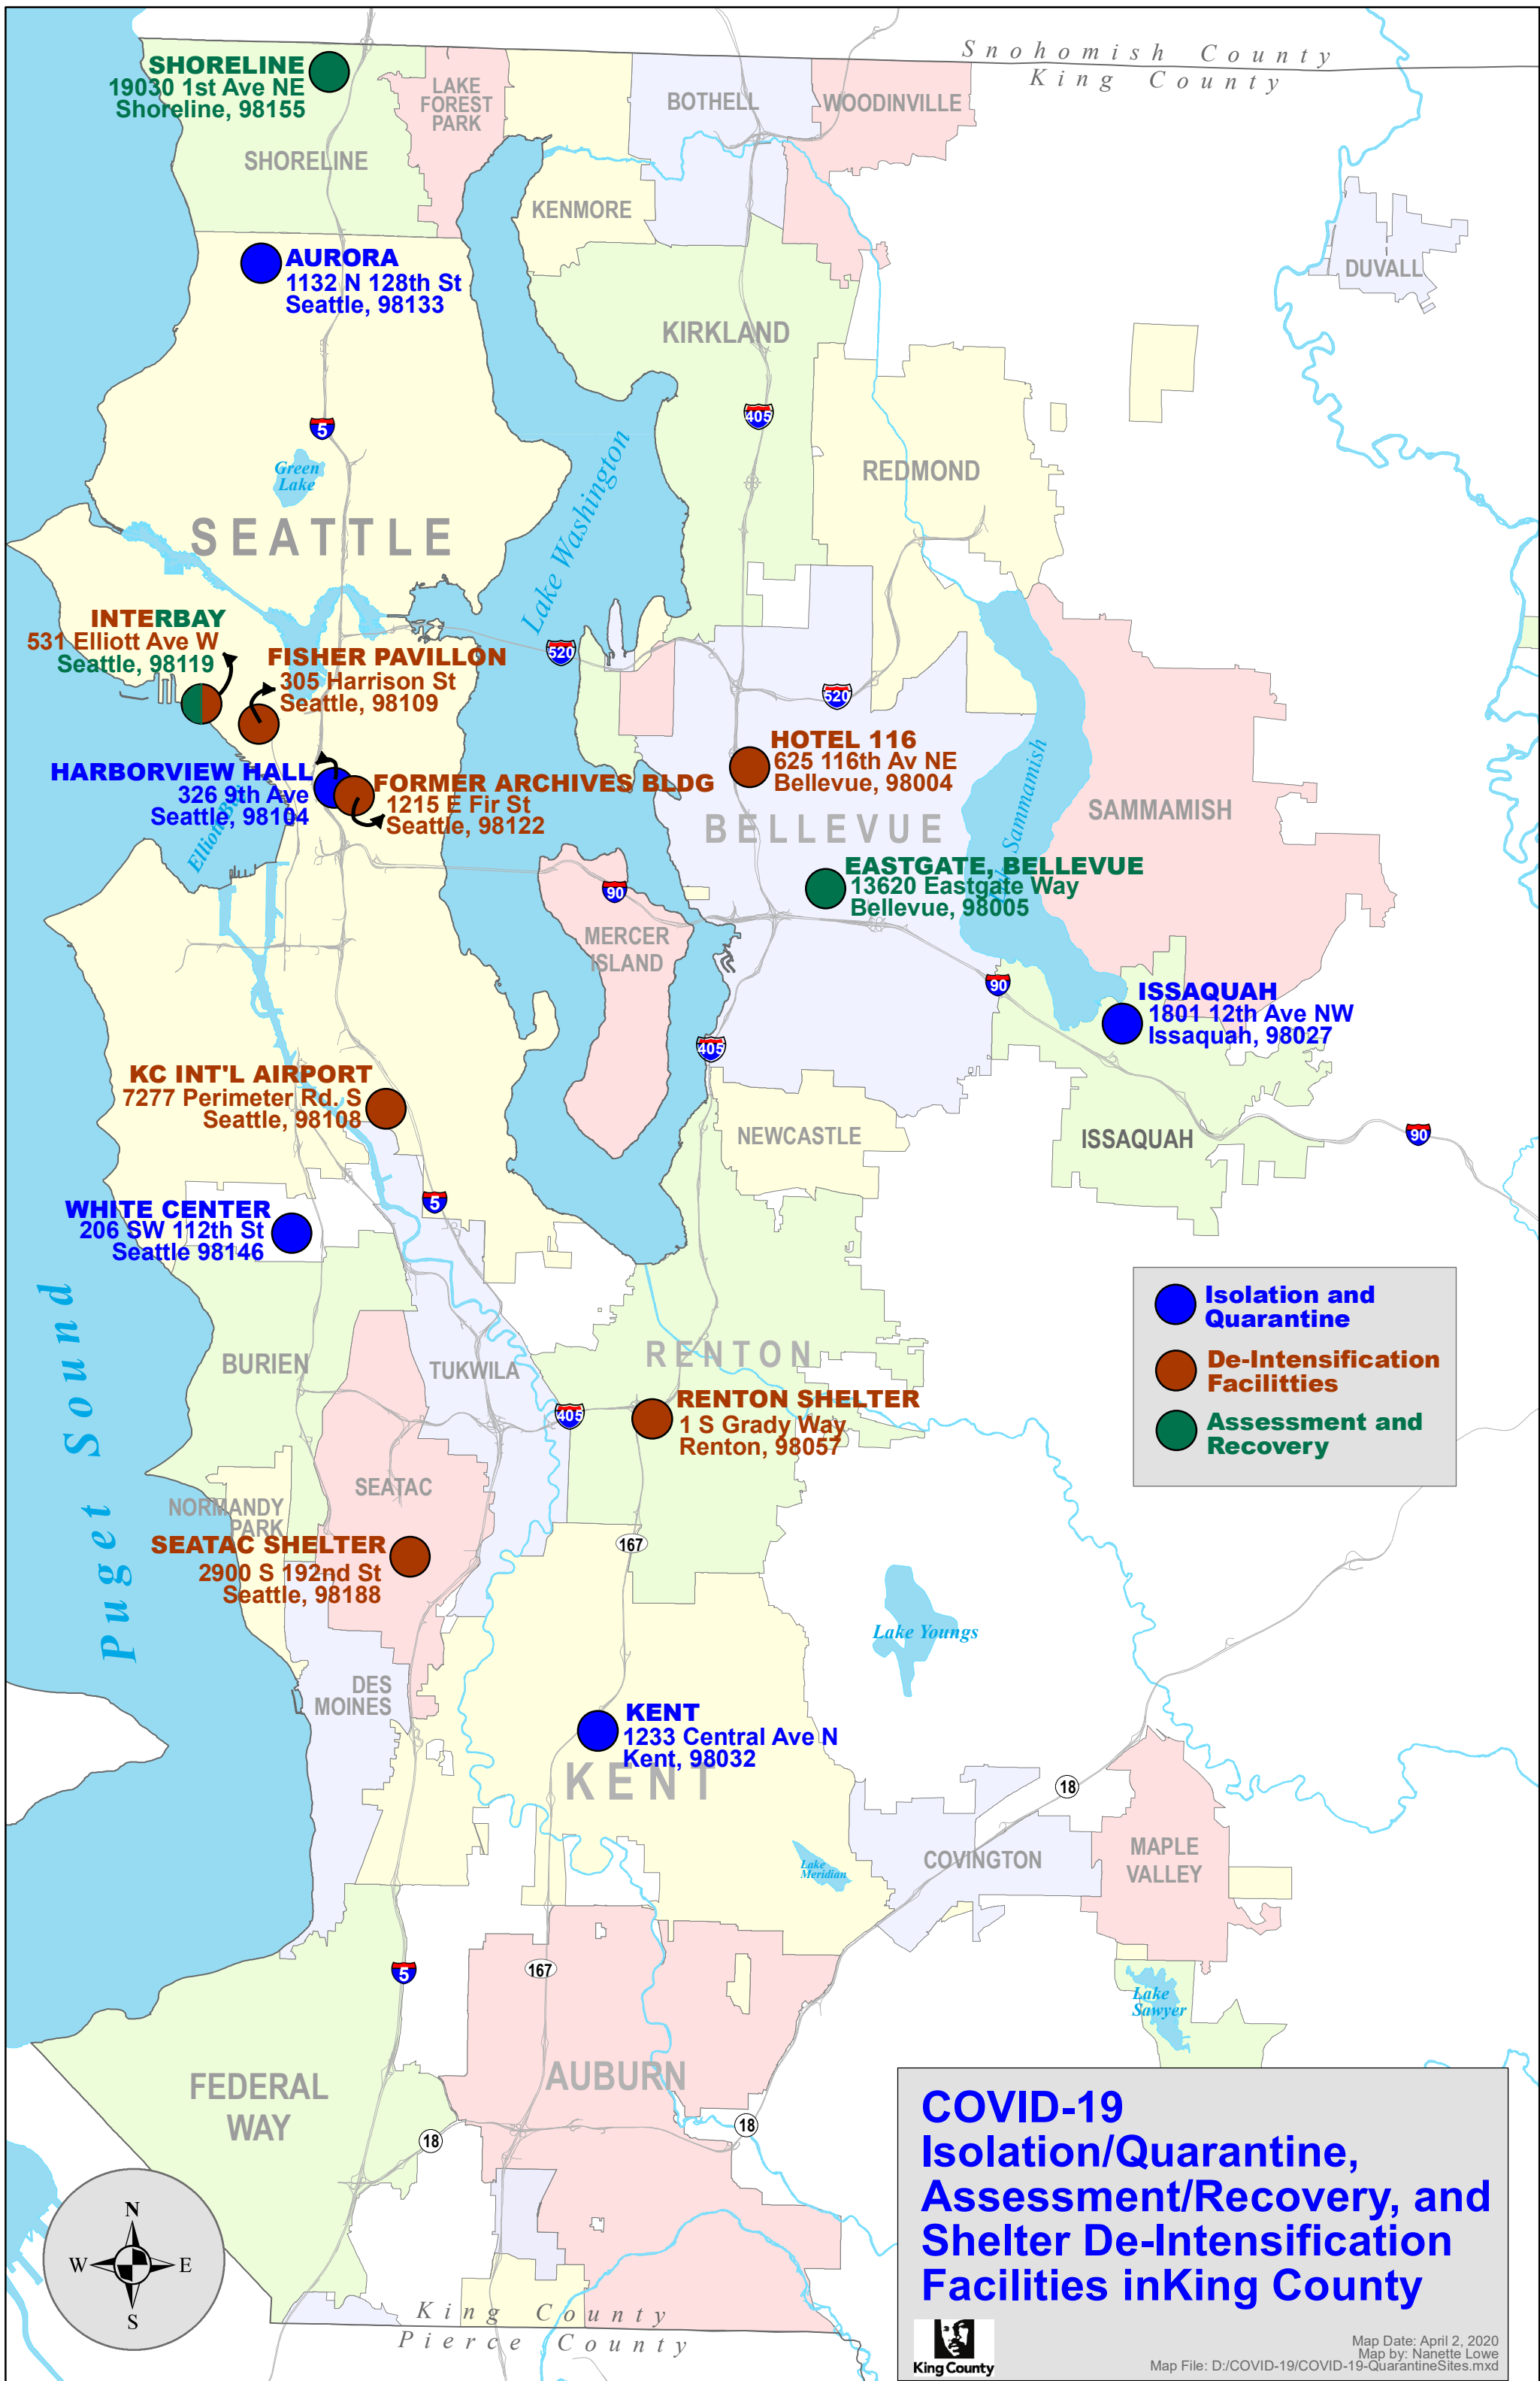 Snohomish County
King County
SHORELINE
19030 1st Ave NE
Shoreline, 98155
SHORELINE
LAKE
FOREST
PARK
BOTHELL
WOODINVILLE
KENMORE
DUVALL
AURORA
1132 N 128th St
Seattle, 98133
KIRKLAND
405
5
Green
Lake
REDMOND
SEATTLE
Lake Washington
INTERBAY
531 Elliott Ave W
Seattle, 98119
FISHER PAVILLON
305 Harrison St
Seattle, 98109
520
520
HARBORVIEW HALL
326 9th Ave
Seattle, 98104
FORMER ARCHIVES BLDG
1215 E Fir St
Seattle, 98122
HOTEL 116
625 116th Av NE
Bellevue, 98004
BELLEVUE
Sammamish
SAMMAMISH
Elliott
EASTGATE, BELLEVUE
13620 Eastgate Way
Bellevue, 98005
90
MERCER
ISLAND
90
ISSAQUAH
1801 12th Ave NW
Issaquah, 98027
405
KC INT'L AIRPORT
7277 Perimeter Rd. S
Seattle, 98108
NEWCASTLE
ISSAQUAH
90
5
WHITE CENTER
206 SW 112th St
Seattle 98146
Puget Sound
Isolation and
Quarantine
De-Intensification
Facilitties
Assessment and
Recovery
BURIEN
TUKWILA
RENTON
405
RENTON SHELTER
1 S Grady Way
Renton, 98057
SEATAC
NORMANDY
PARK
167
SEATAC SHELTER
2900 S 192nd St
Seattle, 98188
Lake Youngs
DES
MOINES
KENT
1233 Central Ave N
Kent, 98032
KENT
18
COVINGTON
MAPLE
VALLEY
Lake
Meridian
5
167
Lake
Sawyer
FEDERAL
WAY
AUBURN
18
18
N
W
E
S
King County
Pierce County
COVID-19
Isolation/Quarantine,
Assessment/Recovery, and
Shelter De-Intensification
Facilities inKing County
King County
Map Date: April 2, 2020
Map by: Nanette Lowe
Map File: D:/COVID-19/COVID-19-QuarantineSites.mxd